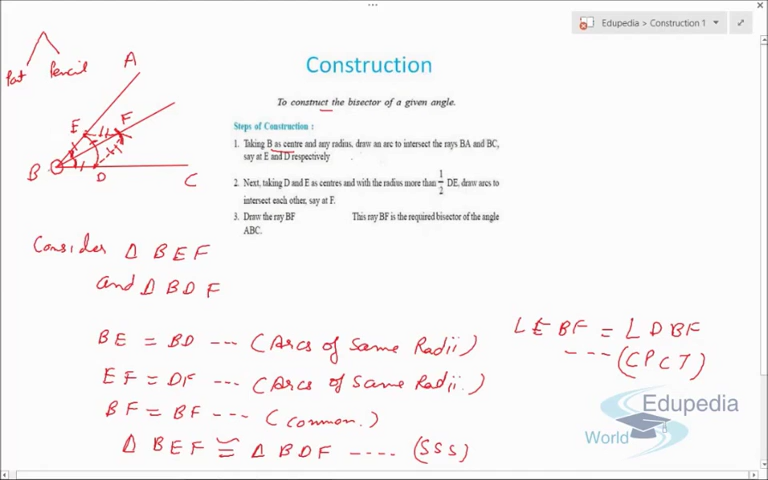 Edupedia > Construction 1
Construction
To construct the bisector of a given angle.
Steps of Construction :
1. Taking B as centre and any radius, draw an arc to intersect the rays BA and BC,
say at E and D respectively
2. Next, taking D and E as centres and with the radius more than 1/2 DE, draw arcs to
intersect each other, say at F.
3. Draw the ray BF This ray BF is the required bisector of the angle
ABC.
Pencil
A
E
F
B
D
C
Consider Δ BEF
and Δ BDF
BE = BD --- (Arcs of Same Radii)
EF = DF --- (Arcs of Same Radii.)
BF = BF --- (Common.)
Δ BEF ≅ Δ BDF ---- (SSS)
∠EBF = ∠DBF
---- (CPCT)
Edupedia
World